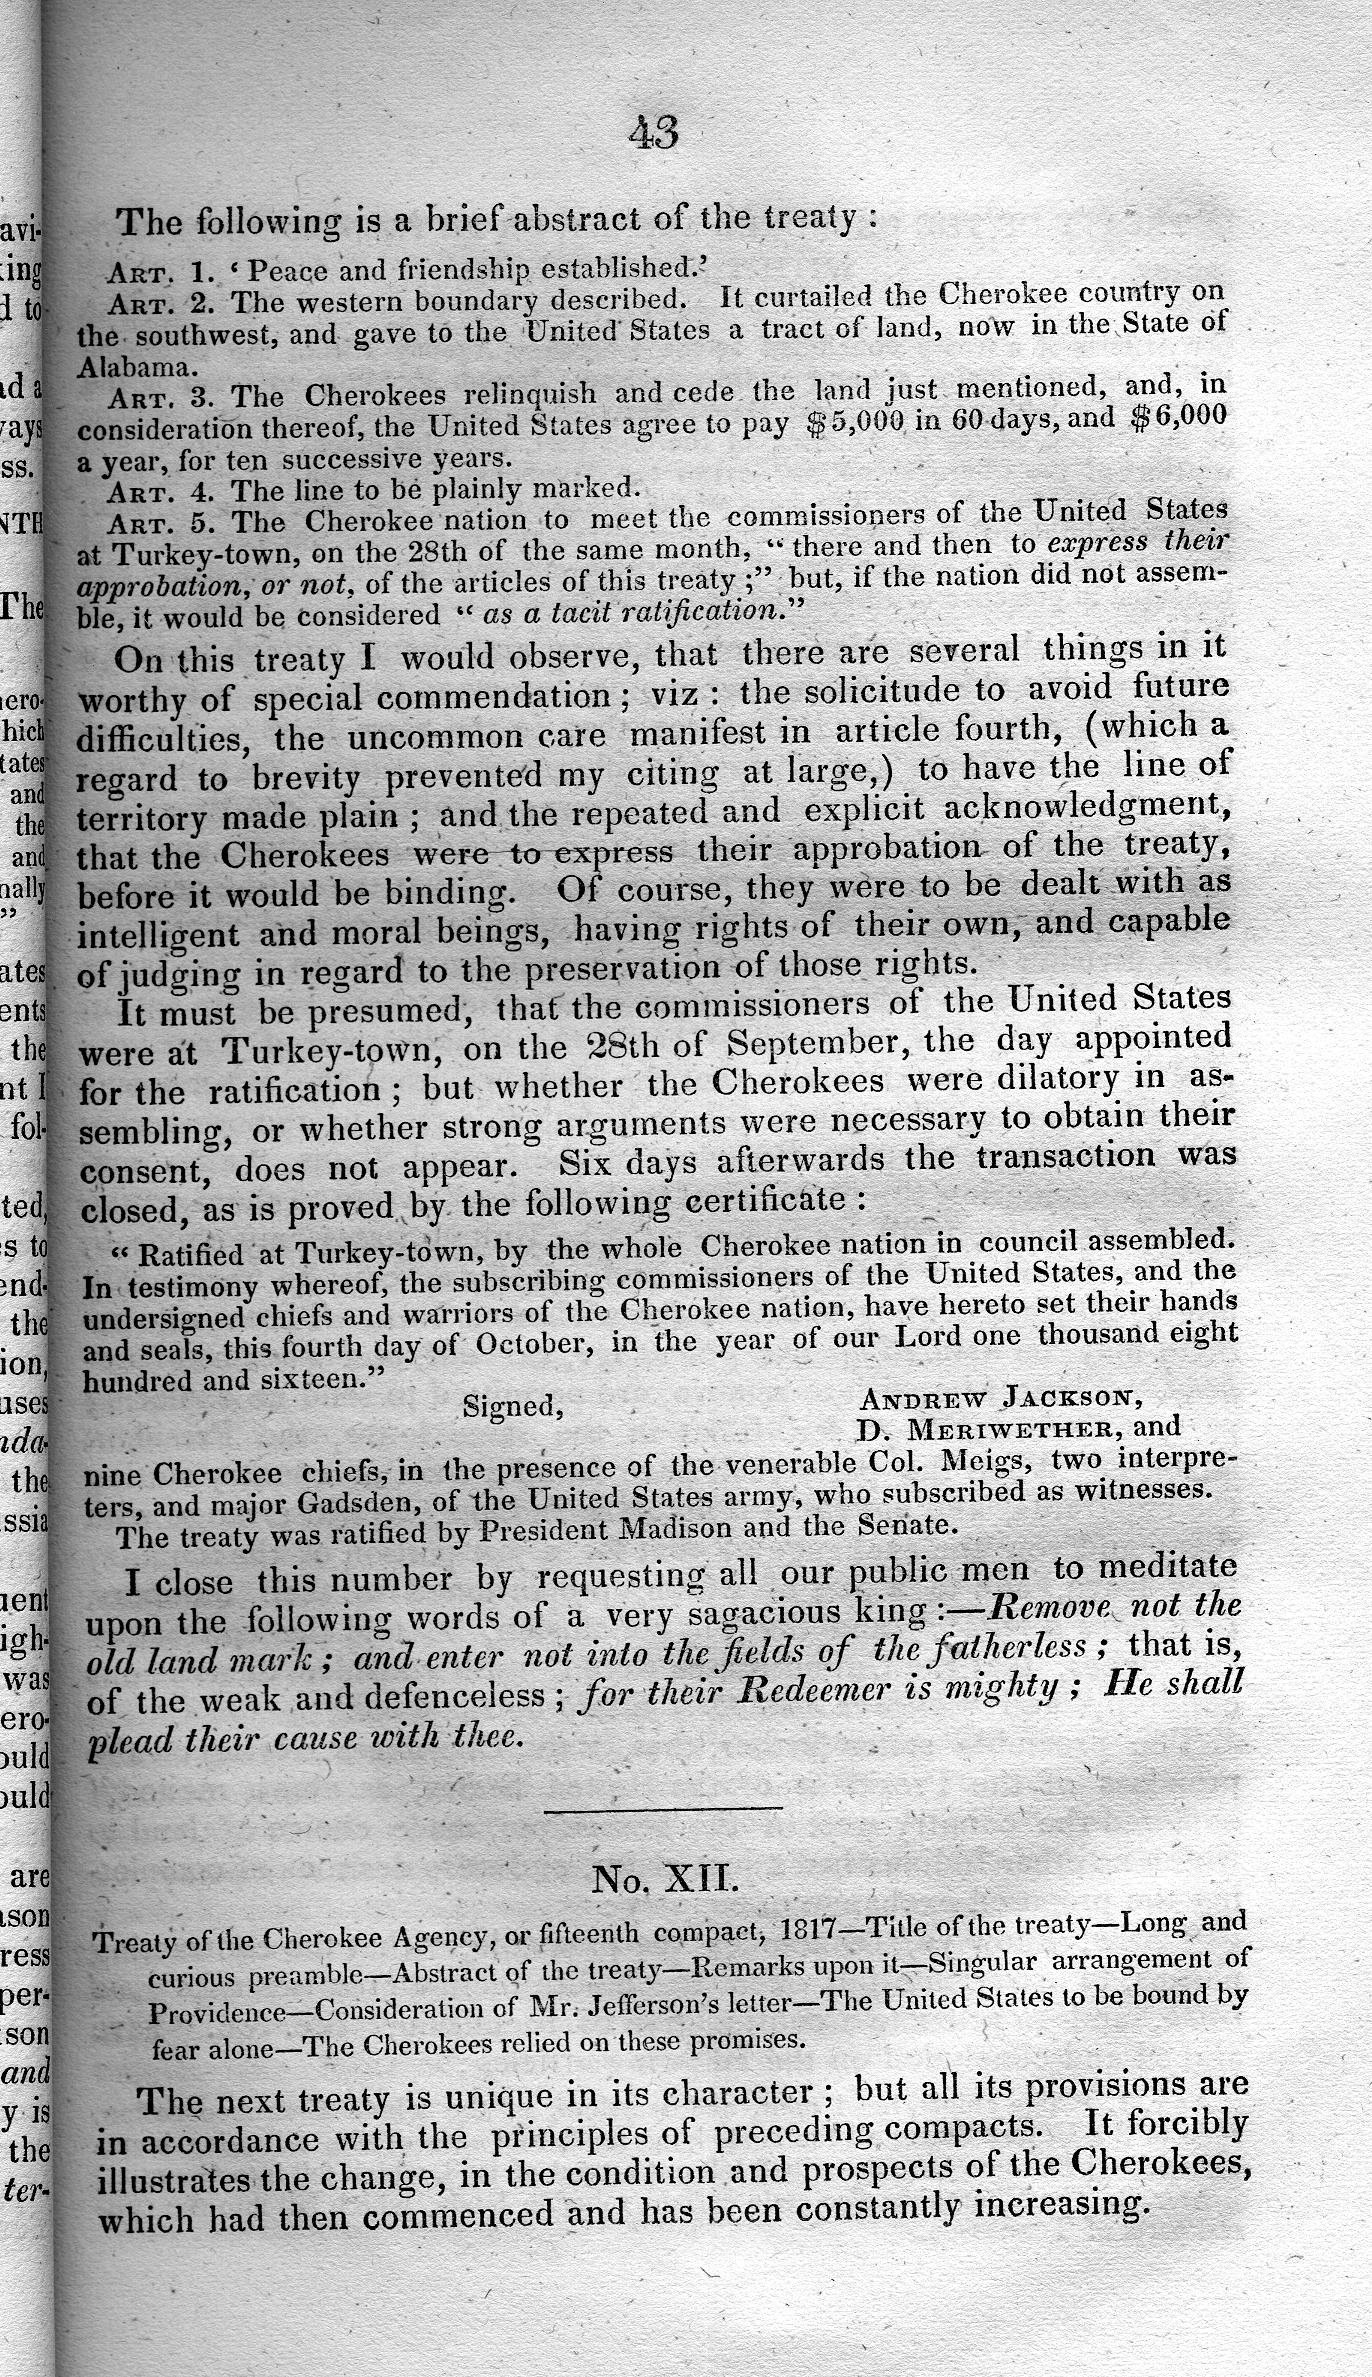 43
The following is a brief abstract of the treaty :
ART. 1. ‘ Peace and friendship established.’
ART. 2. The western boundary described. It curtailed the Cherokee country on
the southwest, and gave to the United States a tract of land, now in the State of
Alabama.
ART. 3. The Cherokees relinquish and cede the land just mentioned, and, in
consideration thereof, the United States agree to pay $5,000 in 60 days, and $6,000
a year, for ten successive years.
ART. 4. The line to be plainly marked.
ART. 5. The Cherokee nation to meet the commissioners of the United States
at Turkey-town, on the 28th of the same month, “ there and then to express their
approbation, or not, of the articles of this treaty ;” but, if the nation did not assem-
ble, it would be considered “ as a tacit ratification.”
On this treaty I would observe, that there are several things in it
worthy of special commendation ; viz : the solicitude to avoid future
difficulties, the uncommon care manifest in article fourth, (which a
regard to brevity prevented my citing at large,) to have the line of
territory made plain ; and the repeated and explicit acknowledgment,
that the Cherokees were to express their approbation of the treaty,
before it would be binding. Of course, they were to be dealt with as
intelligent and moral beings, having rights of their own, and capable
of judging in regard to the preservation of those rights.
It must be presumed, that the commissioners of the United States
were at Turkey-town, on the 28th of September, the day appointed
for the ratification ; but whether the Cherokees were dilatory in as-
sembling, or whether strong arguments were necessary to obtain their
consent, does not appear. Six days afterwards the transaction was
closed, as is proved by the following certificate :
“ Ratified at Turkey-town, by the whole Cherokee nation in council assembled.
In testimony whereof, the subscribing commissioners of the United States, and the
undersigned chiefs and warriors of the Cherokee nation, have hereto set their hands
and seals, this fourth day of October, in the year of our Lord one thousand eight
hundred and sixteen.”
Signed, ANDREW JACKSON,
D. MERIWETHER, and
nine Cherokee chiefs, in the presence of the venerable Col. Meigs, two interpre-
ters, and major Gadsden, of the United States army, who subscribed as witnesses.
The treaty was ratified by President Madison and the Senate.
I close this number by requesting all our public men to meditate
upon the following words of a very sagacious king :—Remove not the
old land mark ; and enter not into the fields of the fatherless ; that is,
of the weak and defenceless ; for their Redeemer is mighty ; He shall
plead their cause with thee.
No. XII.
Treaty of the Cherokee Agency, or fifteenth compact, 1817—Title of the treaty—Long and
curious preamble—Abstract of the treaty—Remarks upon it—Singular arrangement of
Providence—Consideration of Mr. Jefferson’s letter—The United States to be bound by
fear alone—The Cherokees relied on these promises.
The next treaty is unique in its character ; but all its provisions are
in accordance with the principles of preceding compacts. It forcibly
illustrates the change, in the condition and prospects of the Cherokees,
which had then commenced and has been constantly increasing.